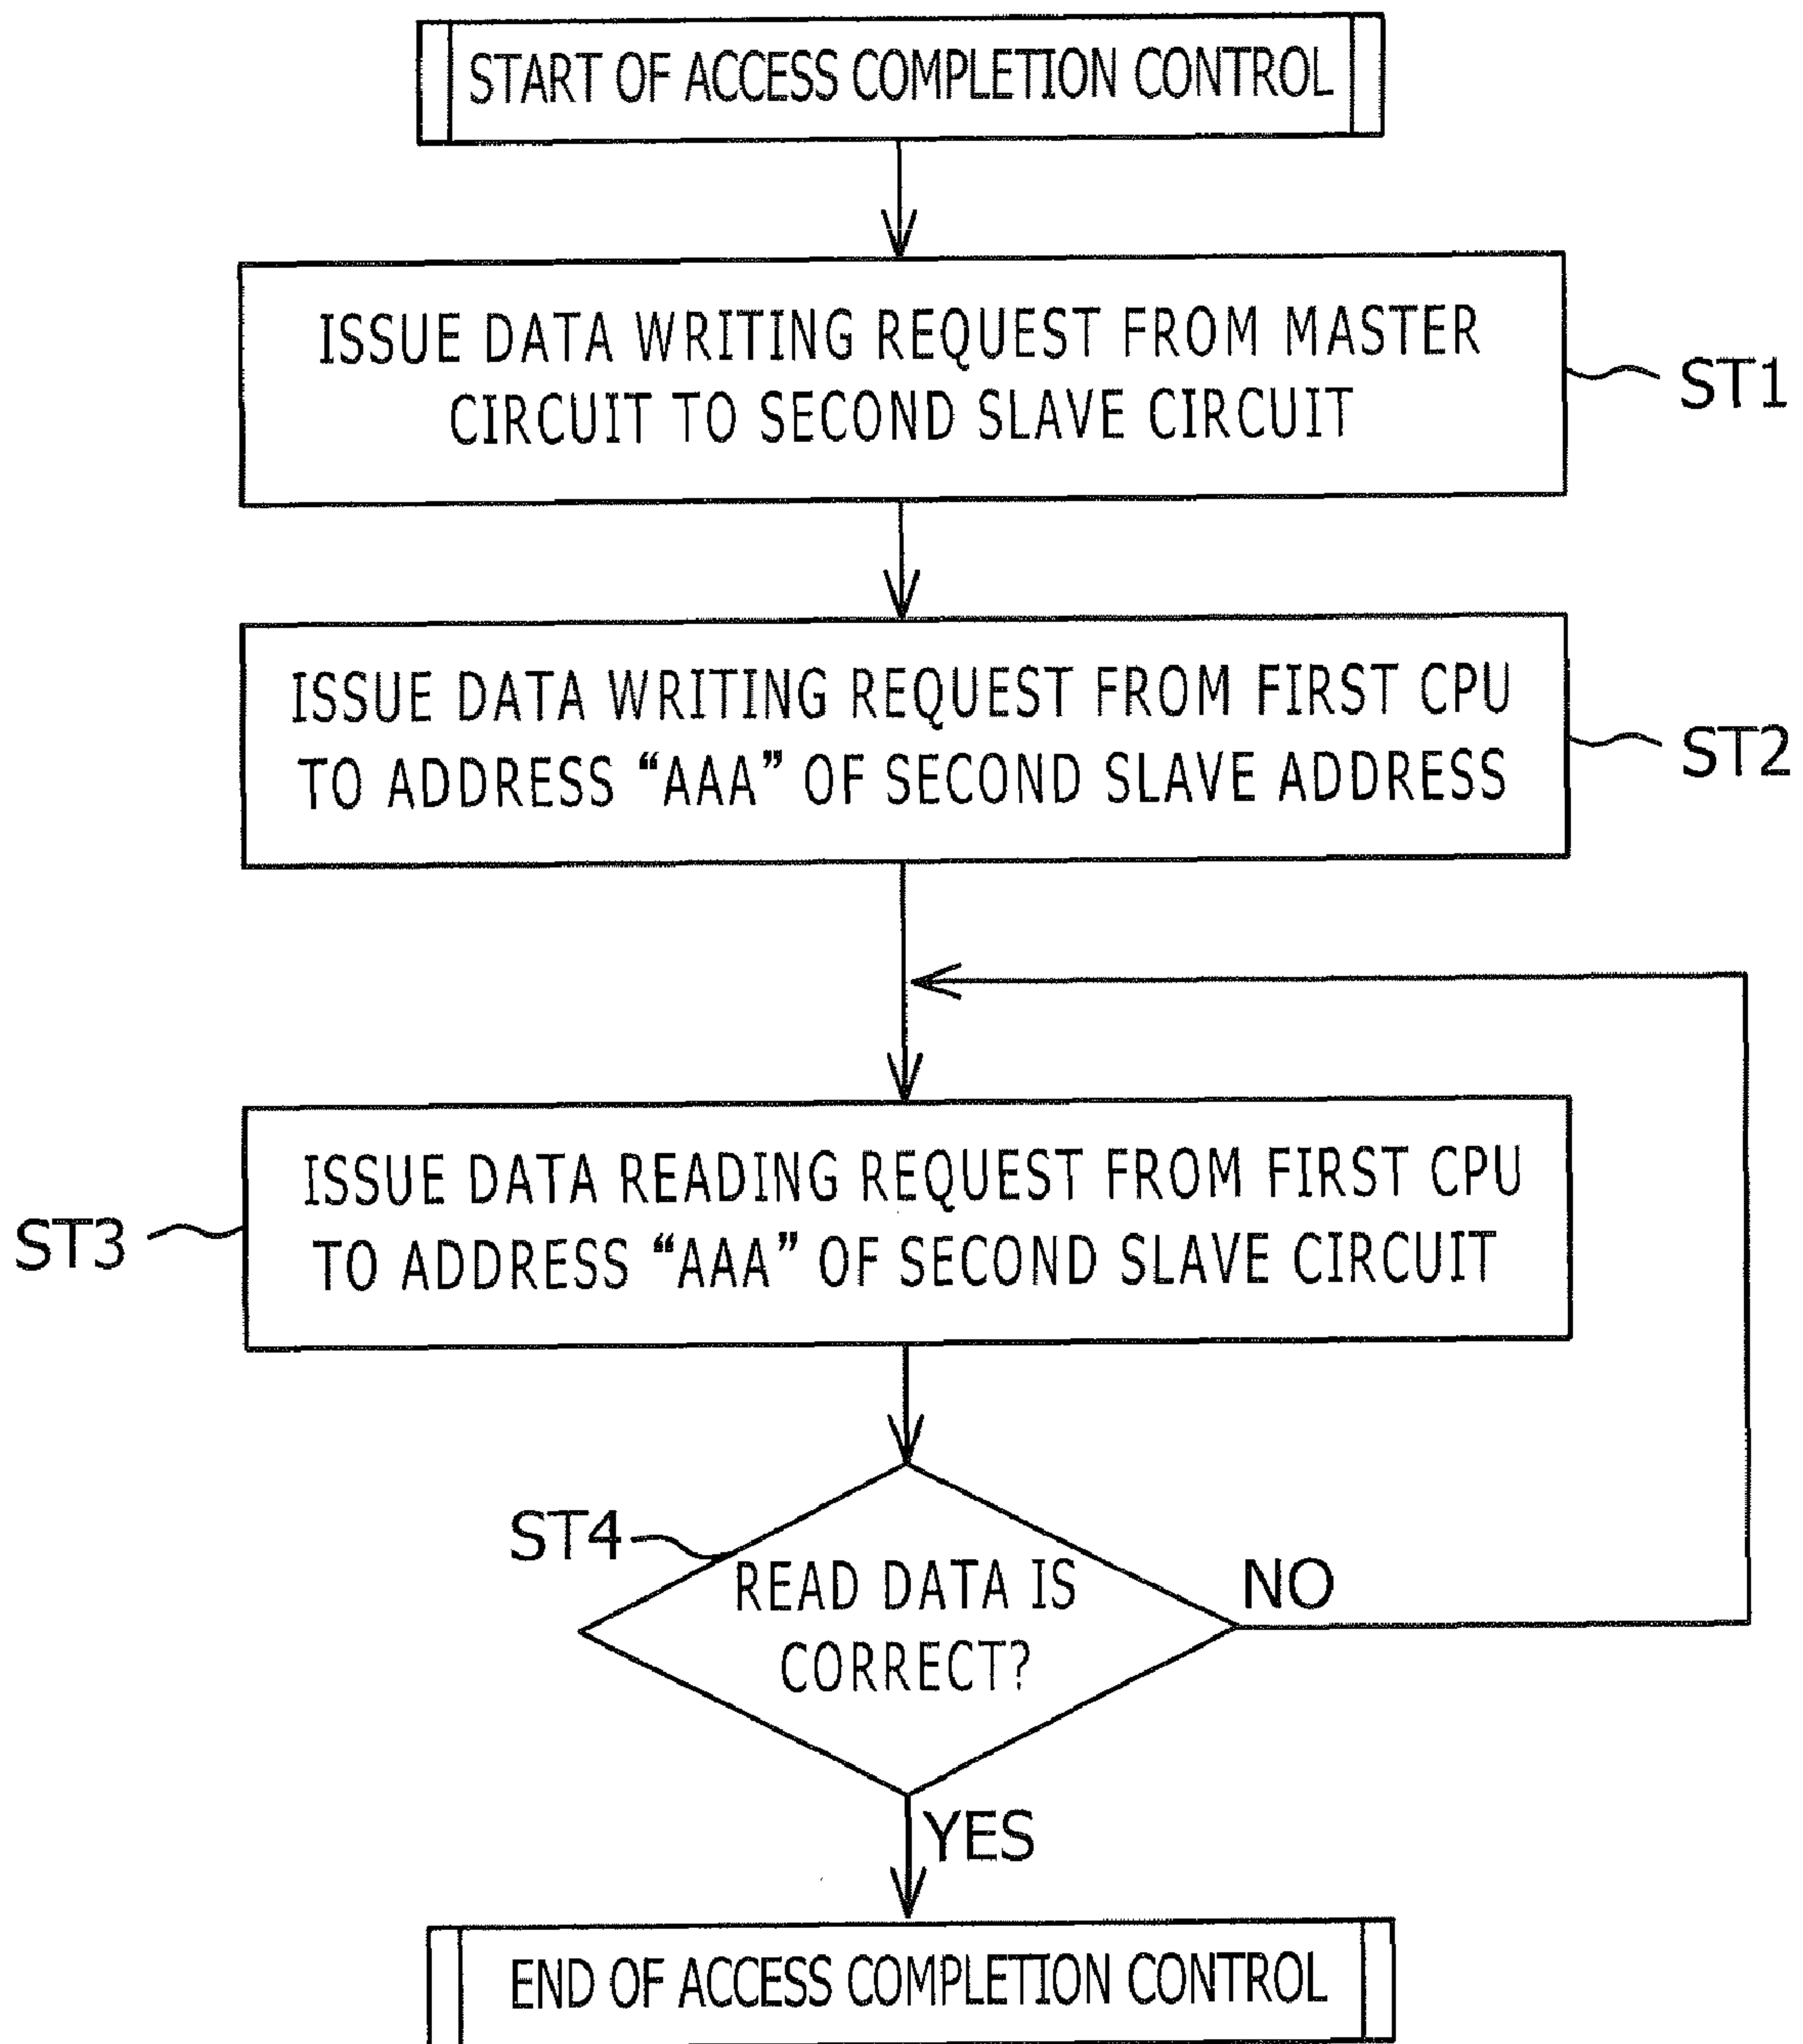 START OF ACCESS COMPLETION CONTROL
ISSUE DATA WRITING REQUEST FROM MASTER
CIRCUIT TO SECOND SLAVE CIRCUIT
ST1
ISSUE DATA WRITING REQUEST FROM FIRST CPU
TO ADDRESS “AAA” OF SECOND SLAVE ADDRESS
ST2
ISSUE DATA READING REQUEST FROM FIRST CPU
TO ADDRESS “AAA” OF SECOND SLAVE CIRCUIT
ST3
ST4
READ DATA IS
CORRECT?
NO
YES
END OF ACCESS COMPLETION CONTROL